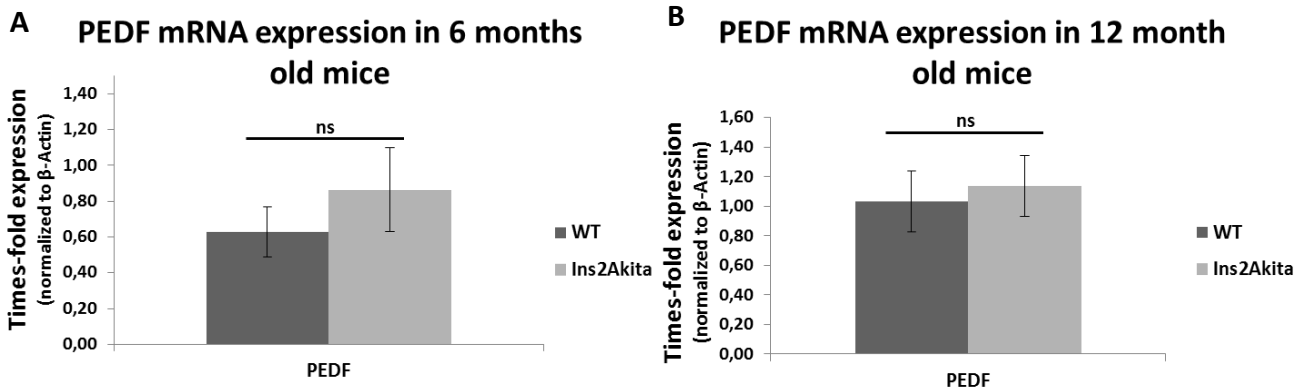 A
PEDF mRNA expression in 6 months
old mice
Times-fold expression
(normalized to β-Actin)
1,40
1,20
1,00
0,80
0,60
0,40
0,20
0,00
ns
PEDF
WT
Ins2Akita
B
PEDF mRNA expression in 12 month
old mice
Times-fold expression
(normalized to β-Actin)
1,60
1,40
1,20
1,00
0,80
0,60
0,40
0,20
0,00
ns
PEDF
WT
Ins2Akita